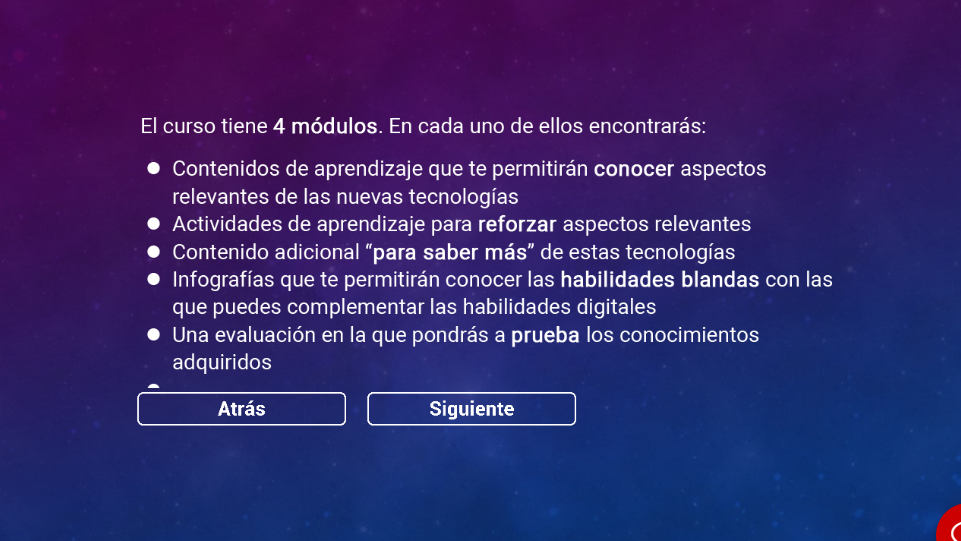 El curso tiene 4 módulos. En cada uno de ellos encontrarás:
● Contenidos de aprendizaje que te permitirán conocer aspectos
relevantes de las nuevas tecnologías
● Actividades de aprendizaje para reforzar aspectos relevantes
● Contenido adicional “para saber más” de estas tecnologías
● Infografías que te permitirán conocer las habilidades blandas con las
que puedes complementar las habilidades digitales
● Una evaluación en la que pondrás a prueba los conocimientos
adquiridos
Atrás
Siguiente